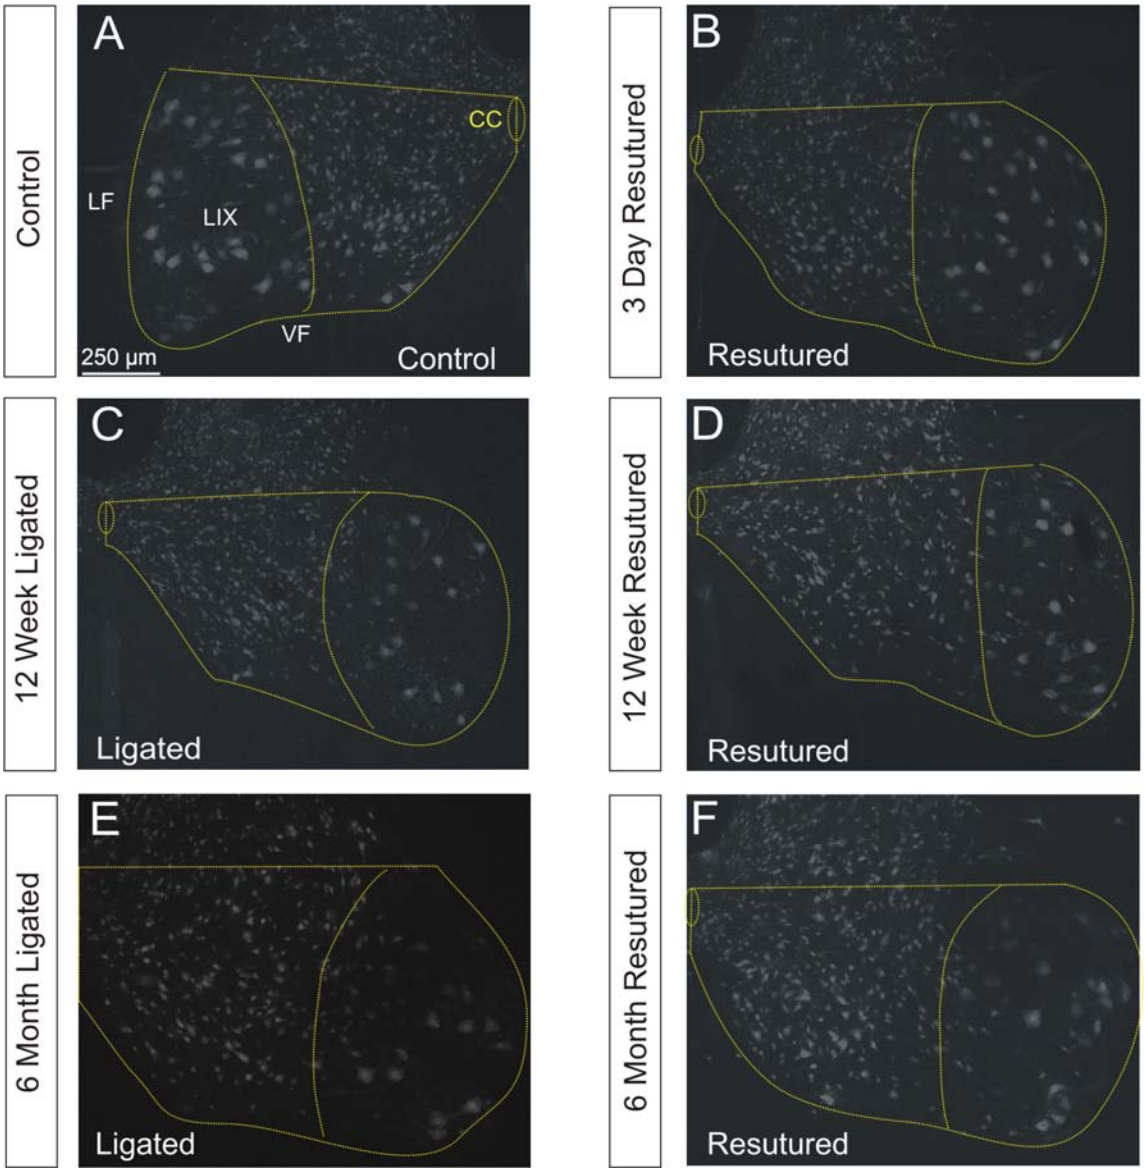 Control
A
CC
LF
LIX
VF
250 µm
Control
3 Day Resutured
B
Resutured
12 Week Ligated
C
Ligated
12 Week Resutured
D
Resutured
6 Month Ligated
E
Ligated
6 Month Resutured
F
Resutured